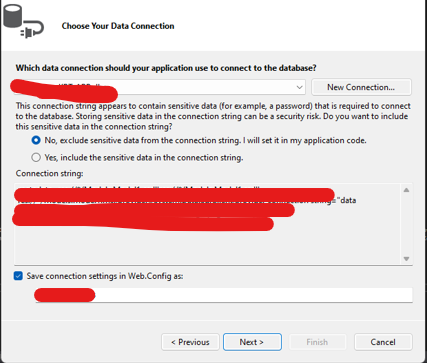 Choose Your Data Connection
Which data connection should your application use to connect to the database?
New Connection...
This connection string appears to contain sensitive data (for example, a password) that is required to connect
to the database. Storing sensitive data in the connection string can be a security risk. Do you want to include
this sensitive data in the connection string?
No, exclude sensitive data from the connection string. I will set it in my application code.
Yes, include the sensitive data in the connection string.
Connection string:
string="data
Save connection settings in Web.Config as:
< Previous
Next >
Finish
Cancel